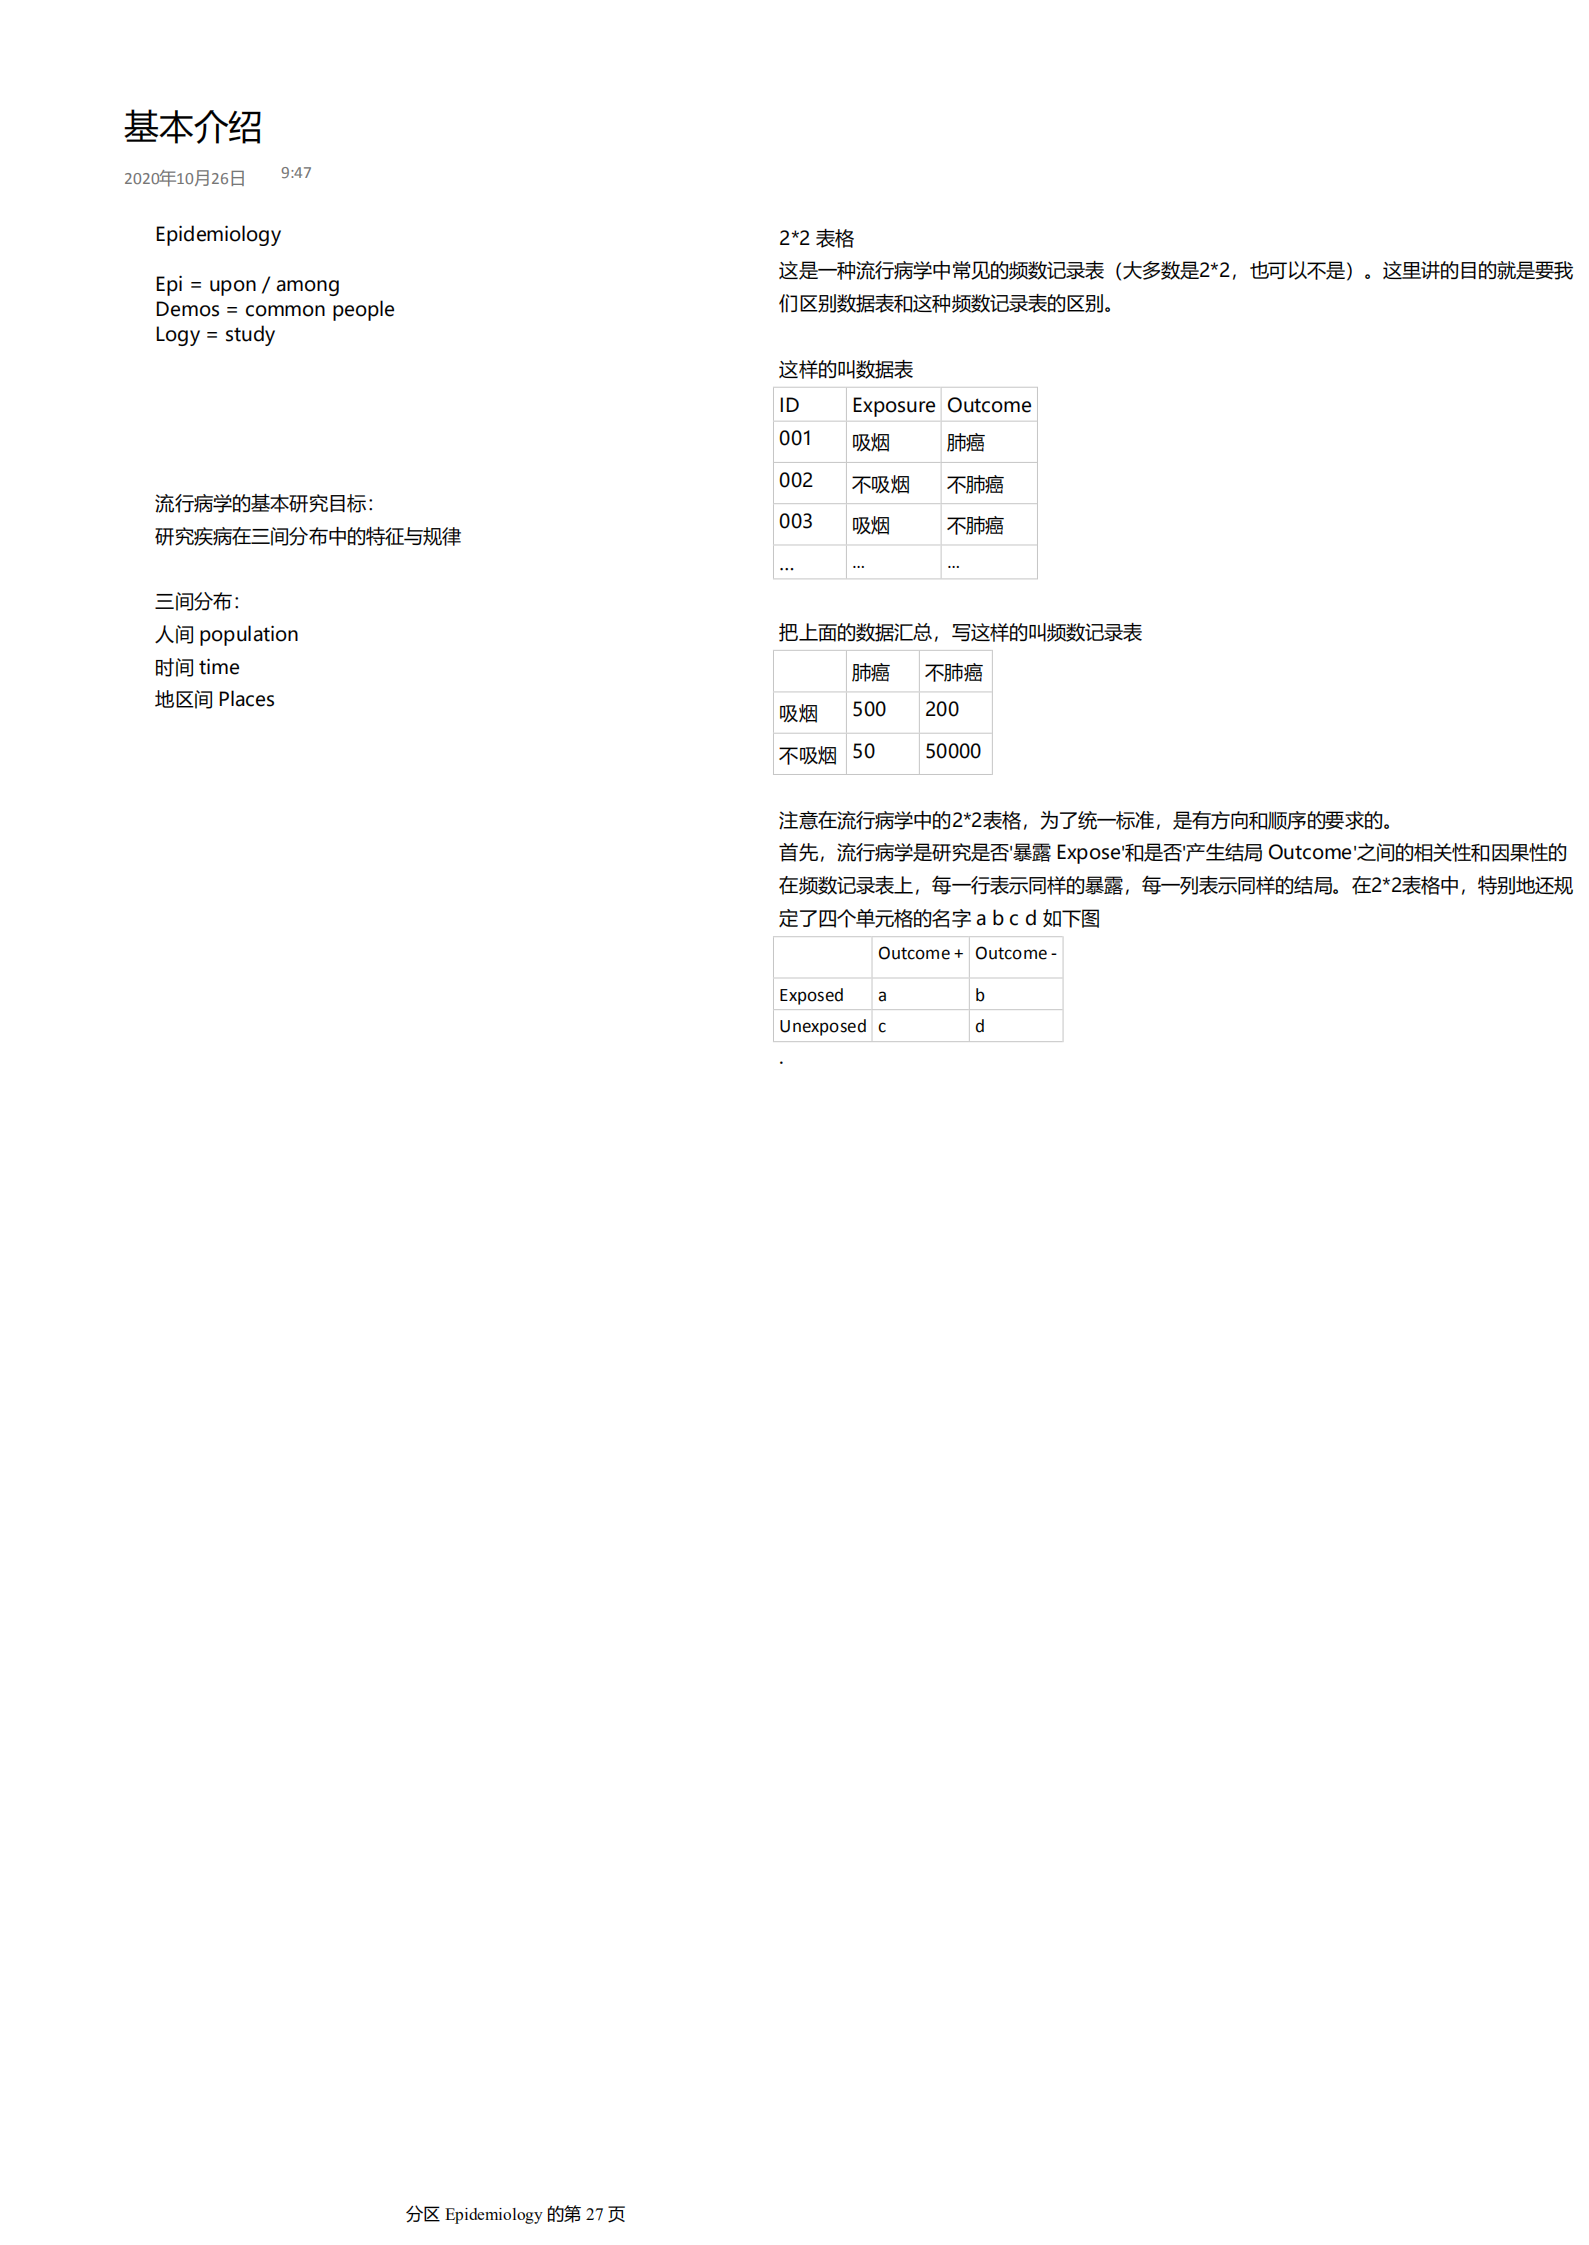 基本介绍
2020年10月26日 9:47
Epidemiology
Epi = upon / among
Demos = common people
Logy = study
流行病学的基本研究目标：
研究疾病在三间分布中的特征与规律
三间分布：
人间 population
时间 time
地区间 Places
2*2 表格
这是一种流行病学中常见的频数记录表（大多数是2*2，也可以不是）。这里讲的目的就是要我
们区别数据表和这种频数记录表的区别。
这样的叫数据表
ID Exposure Outcome
001 吸烟 肺癌
002 不吸烟 不肺癌
003 吸烟 不肺癌
... ... ...
把上面的数据汇总，写这样的叫频数记录表
肺癌 不肺癌
吸烟 500 200
不吸烟 50 50000
注意在流行病学中的2*2表格，为了统一标准，是有方向和顺序的要求的。
首先，流行病学是研究是否'暴露 Expose'和是否'产生结局 Outcome'之间的相关性和因果性的
在频数记录表上，每一行表示同样的暴露，每一列表示同样的结局。在2*2表格中，特别地还规
定了四个单元格的名字 a b c d 如下图
Outcome + Outcome -
Exposed a b
Unexposed c d
.
分区 Epidemiology 的第 27 页